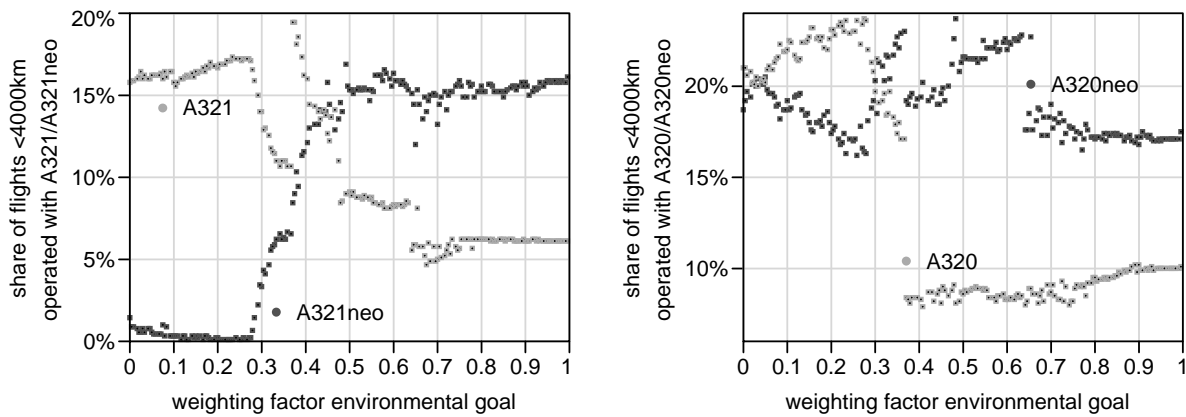 share of flights <4000km
operated with A321/A321neo
20%
15%
10%
5%
0%
A321
A321neo
0 0.1 0.2 0.3 0.4 0.5 0.6 0.7 0.8 0.9 1
weighting factor environmental goal
share of flights <4000km
operated with A320/A320neo
20%
15%
10%
A320neo
A320
0 0.1 0.2 0.3 0.4 0.5 0.6 0.7 0.8 0.9 1
weighting factor environmental goal